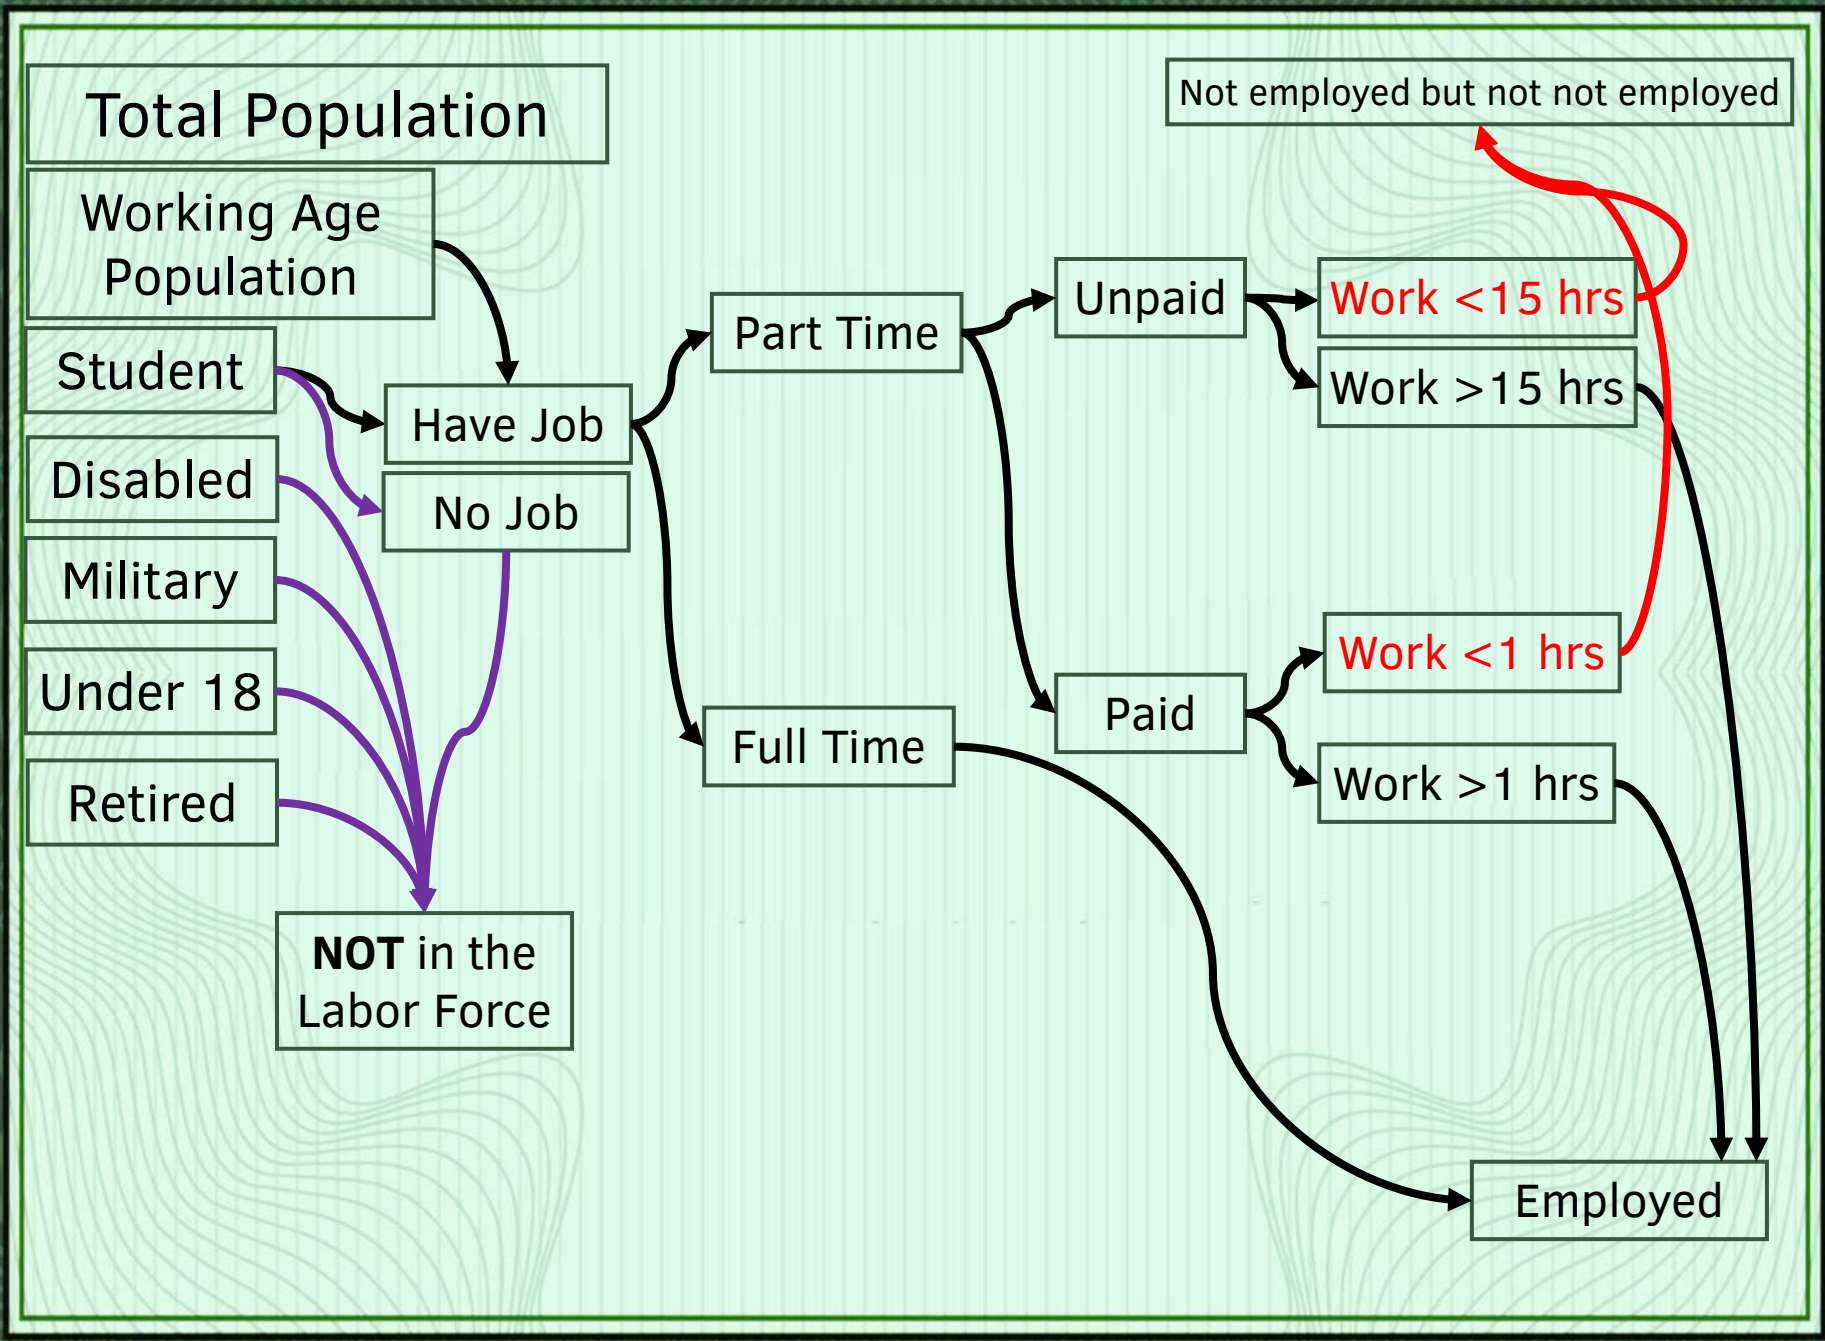 Total Population
Not employed but not not employed
Working Age
Population
Student
Disabled
Military
Under 18
Retired
Have Job
No Job
NOT in the
Labor Force
Part Time
Full Time
Unpaid
Paid
Work <15 hrs
Work >15 hrs
Work <1 hrs
Work >1 hrs
Employed